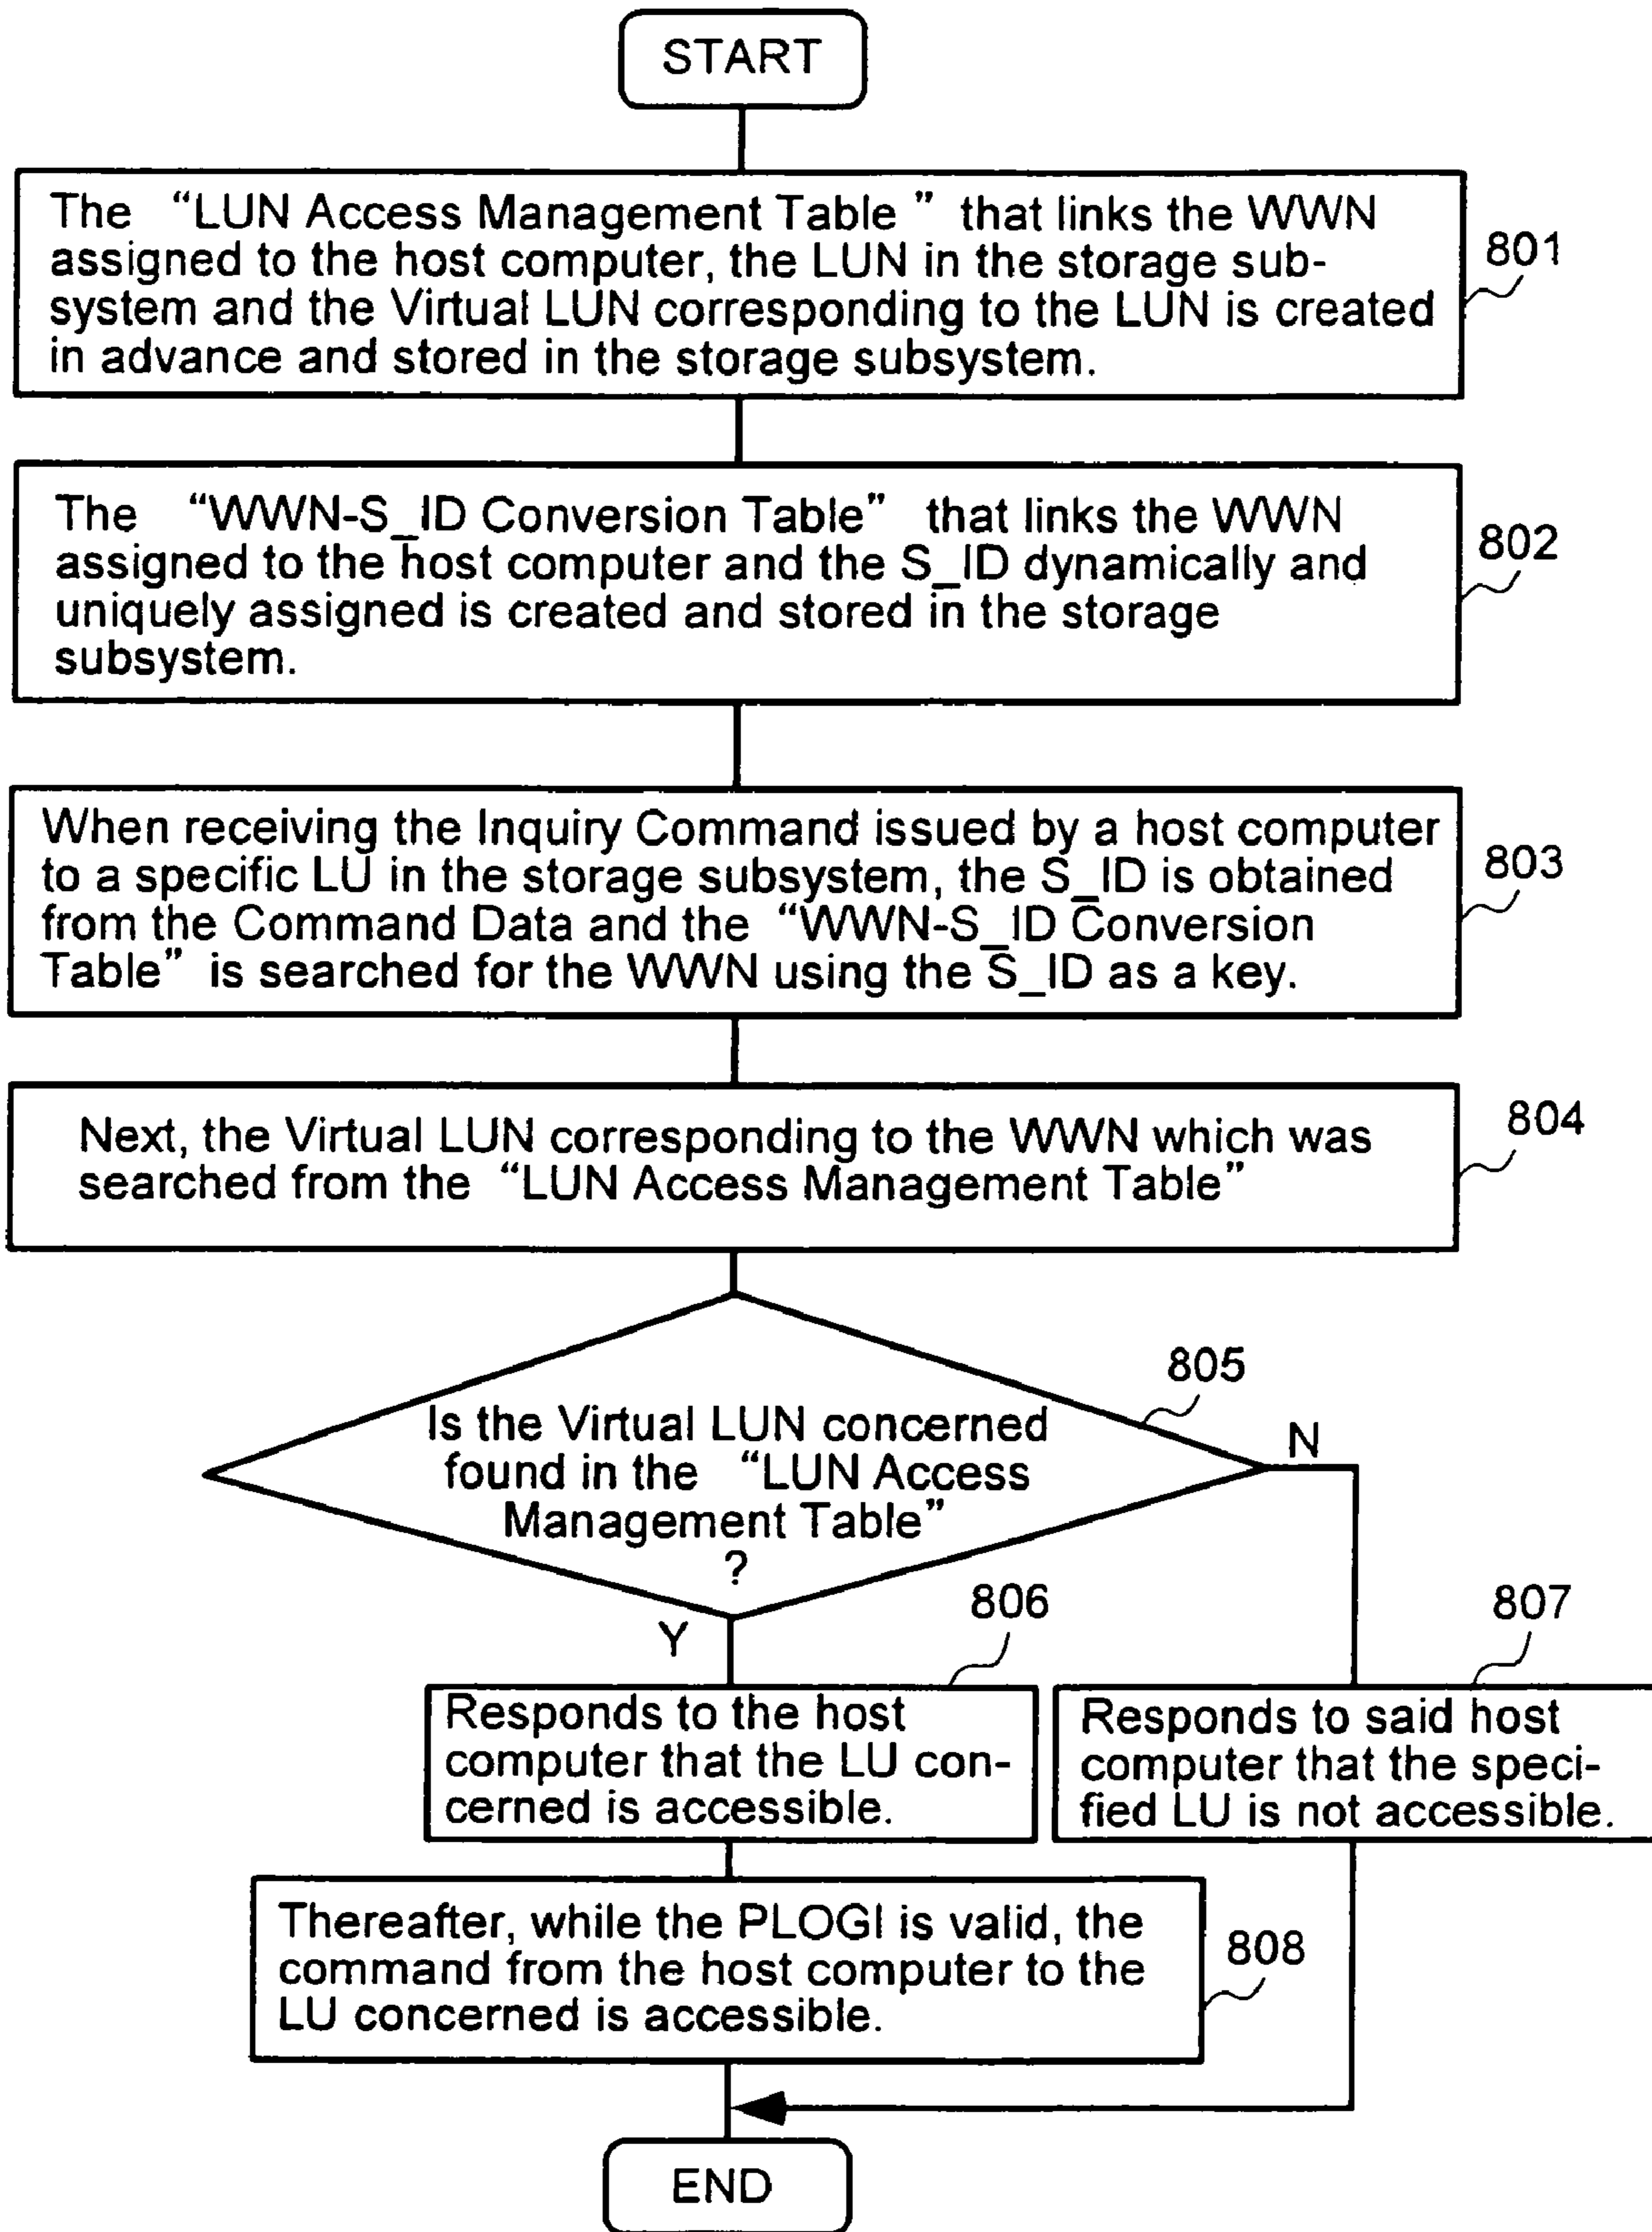 START
The “LUN Access Management Table ” that links the WWN
assigned to the host computer, the LUN in the storage sub-
system and the Virtual LUN corresponding to the LUN is created
in advance and stored in the storage subsystem.
801
The “WWN-S_ID Conversion Table” that links the WWN
assigned to the host computer and the S_ID dynamically and
uniquely assigned is created and stored in the storage
subsystem.
802
When receiving the Inquiry Command issued by a host computer
to a specific LU in the storage subsystem, the S_ID is obtained
from the Command Data and the “WWN-S_ID Conversion
Table” is searched for the WWN using the S_ID as a key.
803
Next, the Virtual LUN corresponding to the WWN which was
searched from the “LUN Access Management Table”
804
805
Is the Virtual LUN concerned
found in the “LUN Access
Management Table”
?
N
Y
806
Responds to the host
computer that the LU con-
cerned is accessible.
807
Responds to said host
computer that the speci-
fied LU is not accessible.
Thereafter, while the PLOGI is valid, the
command from the host computer to the
LU concerned is accessible.
808
END